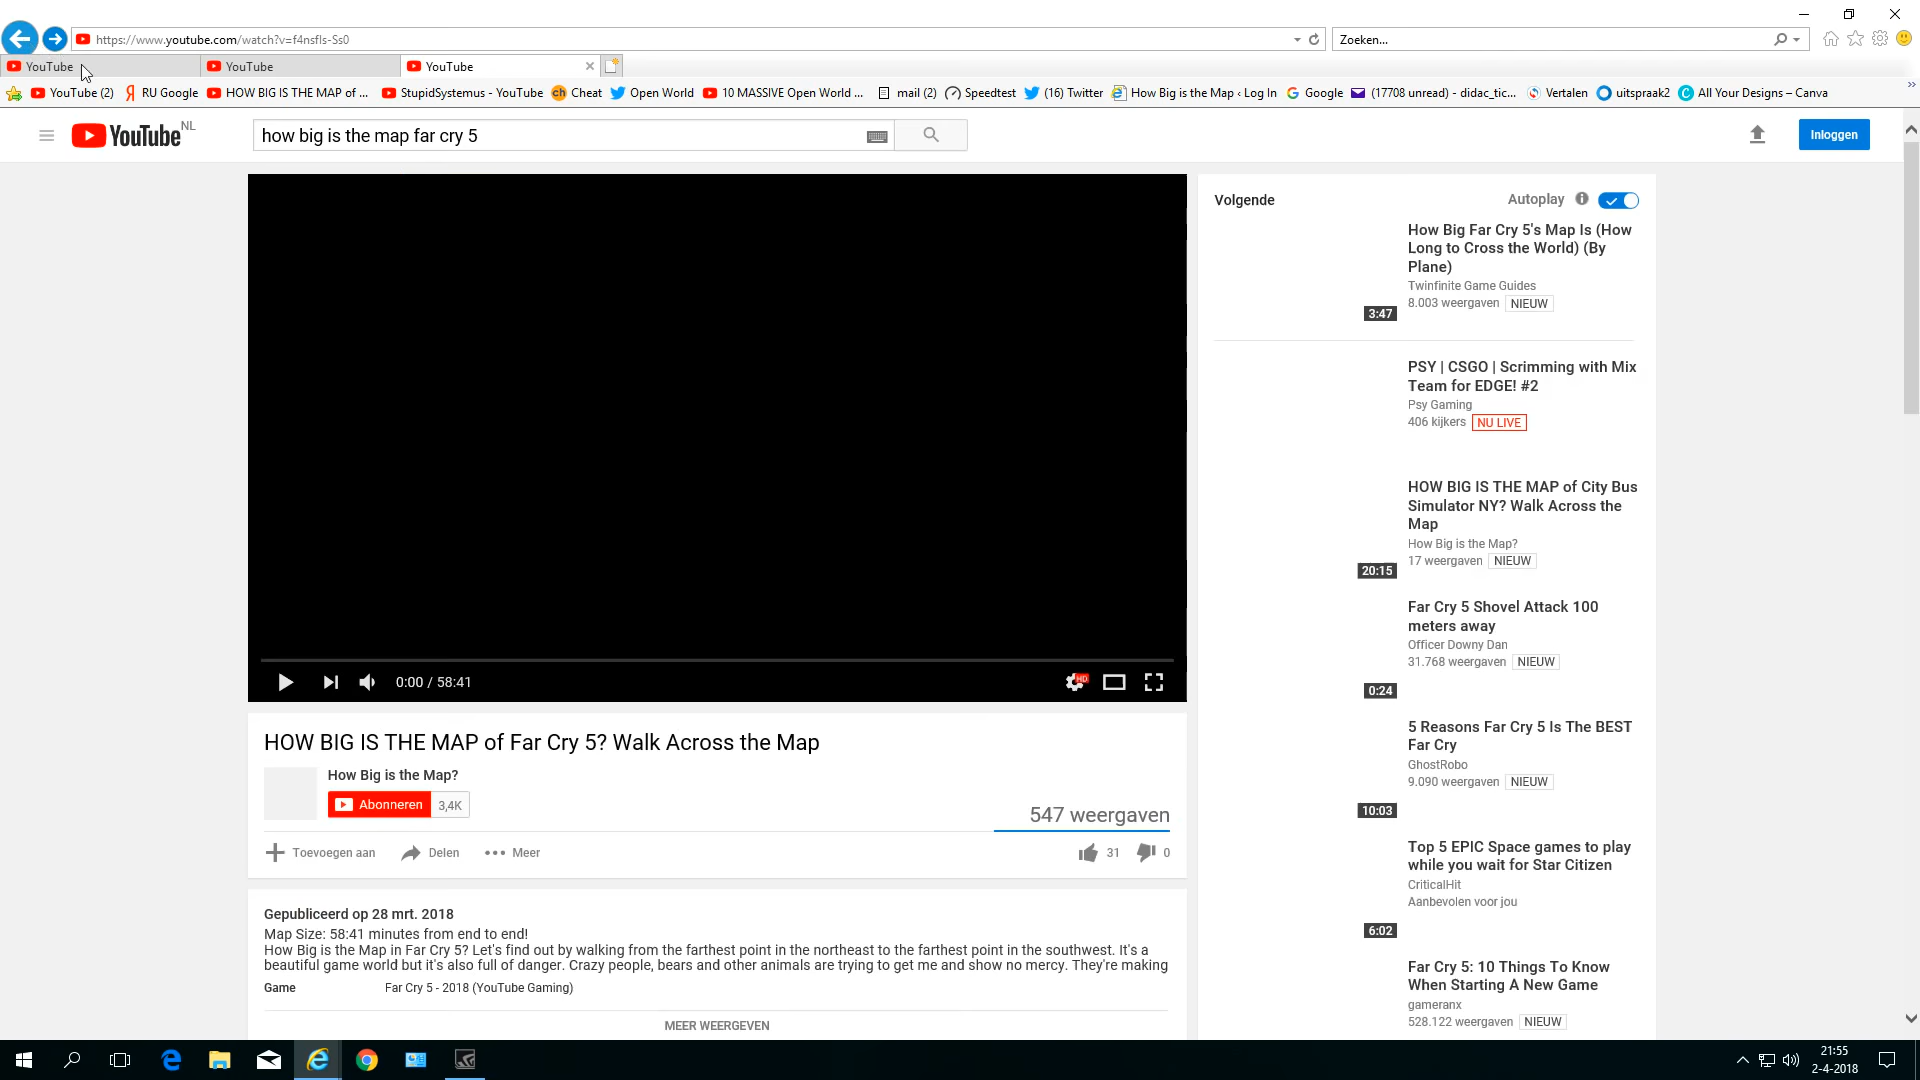 https://www.youtube.com/watch?v=f4nsfIs-Ss0
Zoeken...
YouTube
YouTube
YouTube
YouTube (2)
RU Google
HOW BIG IS THE MAP of ...
StupidSystemus - YouTube
Cheat
Open World
10 MASSIVE Open World ...
mail (2)
Speedtest
(16) Twitter
How Big is the Map ‹ Log In
Google
(17708 unread) - didac_tic...
Vertalen
uitspraak2
All Your Designs – Canva
YouTube NL
how big is the map far cry 5
Inloggen
0:00 / 58:41
HD
HOW BIG IS THE MAP of Far Cry 5? Walk Across the Map
How Big is the Map?
Abonneren 3,4K
547 weergaven
Toevoegen aan
Delen
Meer
31
0
Gepubliceerd op 28 mrt. 2018
Map Size: 58:41 minutes from end to end!
How Big is the Map in Far Cry 5? Let's find out by walking from the farthest point in the northeast to the farthest point in the southwest. It's a
beautiful game world but it's also full of danger. Crazy people, bears and other animals are trying to get me and show no mercy. They're making
Game Far Cry 5 - 2018 (YouTube Gaming)
MEER WEERGEVEN
Volgende
Autoplay
How Big Far Cry 5's Map Is (How
Long to Cross the World) (By
Plane)
Twinfinite Game Guides
8.003 weergaven NIEUW
3:47
PSY | CSGO | Scrimming with Mix
Team for EDGE! #2
Psy Gaming
406 kijkers NU LIVE
HOW BIG IS THE MAP of City Bus
Simulator NY? Walk Across the
Map
How Big is the Map?
17 weergaven NIEUW
20:15
Far Cry 5 Shovel Attack 100
meters away
Officer Downy Dan
31.768 weergaven NIEUW
0:24
5 Reasons Far Cry 5 Is The BEST
Far Cry
GhostRobo
9.090 weergaven NIEUW
10:03
Top 5 EPIC Space games to play
while you wait for Star Citizen
CriticalHit
Aanbevolen voor jou
6:02
Far Cry 5: 10 Things To Know
When Starting A New Game
gameranx
528.122 weergaven NIEUW
21:55
2-4-2018